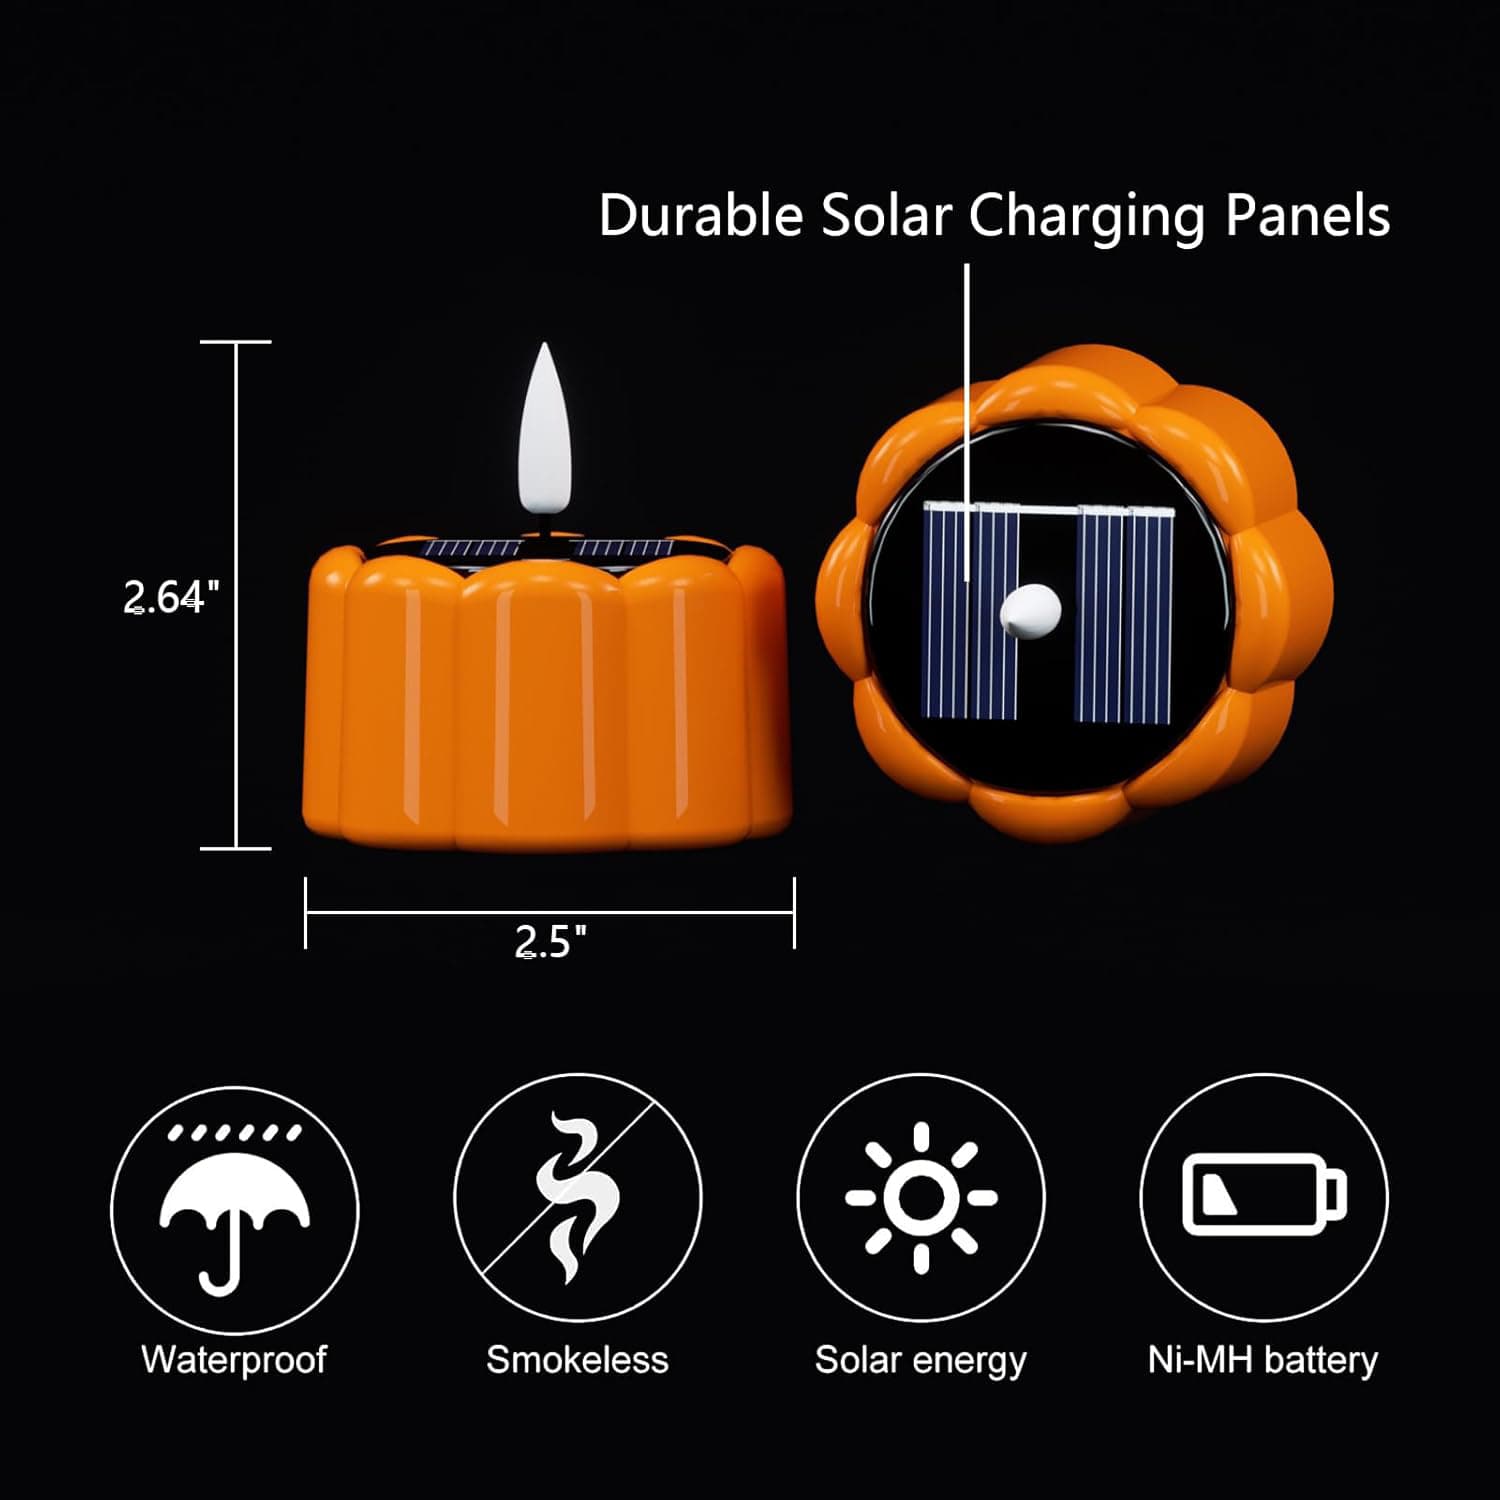 Durable Solar Charging Panels
2.64"
2.5"
Waterproof
Smokeless
Solar energy
Ni-MH battery